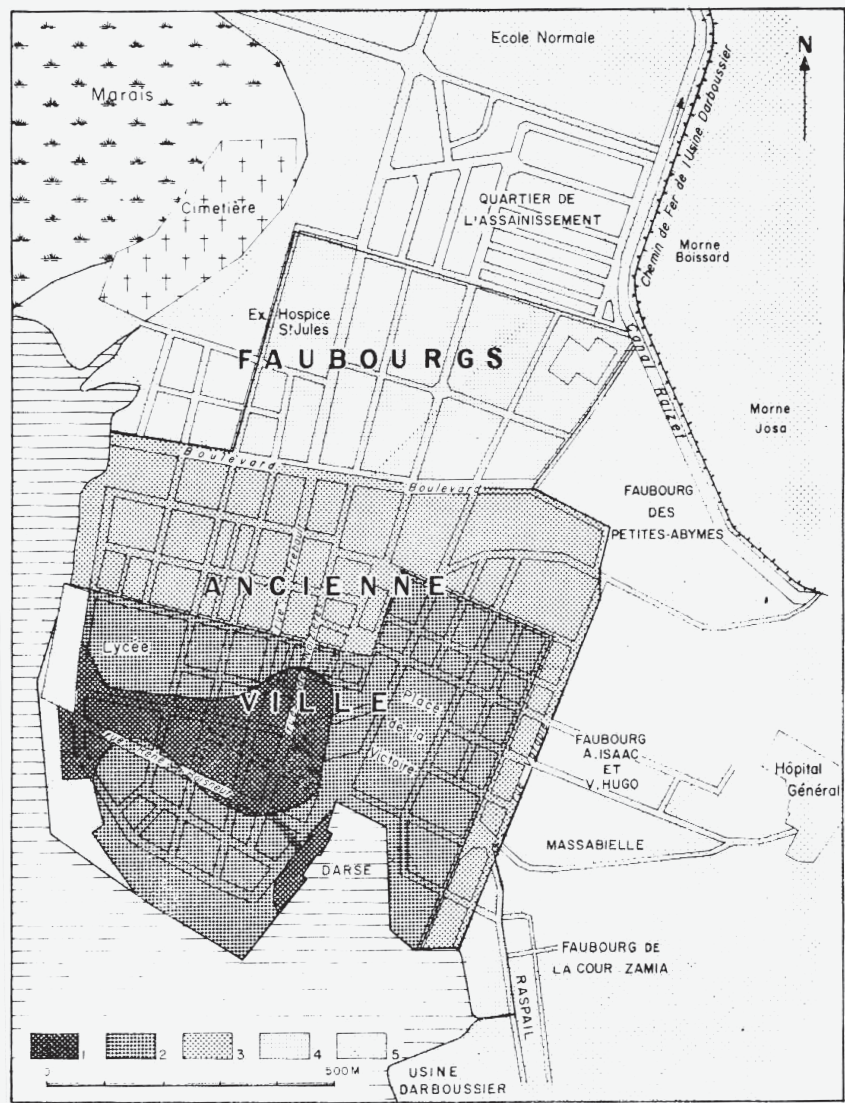 Ecole Normale
N
Marais
Chemin de Fer de l'Usine Darboussier
Cimetière
QUARTIER DE
L'ASSAINISSEMENT
Morne
Boissard
Ex. Hospice
St Jules
FAUBOURGS
Canal Raizet
Morne
Josa
Boulevard
Boulevard
FAUBOURG
DES
PETITES-ABYMES
ANCIENNE
Lycée
VILLE
Place
de la
Victoire
FAUBOURG
A. ISAAC
ET
V. HUGO
Hôpital
Général
MASSABIELLE
DARSE
FAUBOURG DE
LA COUR ZAMIA
RASPAIL
1 2 3 4 5
0 500 M
USINE
DARBOUSSIER